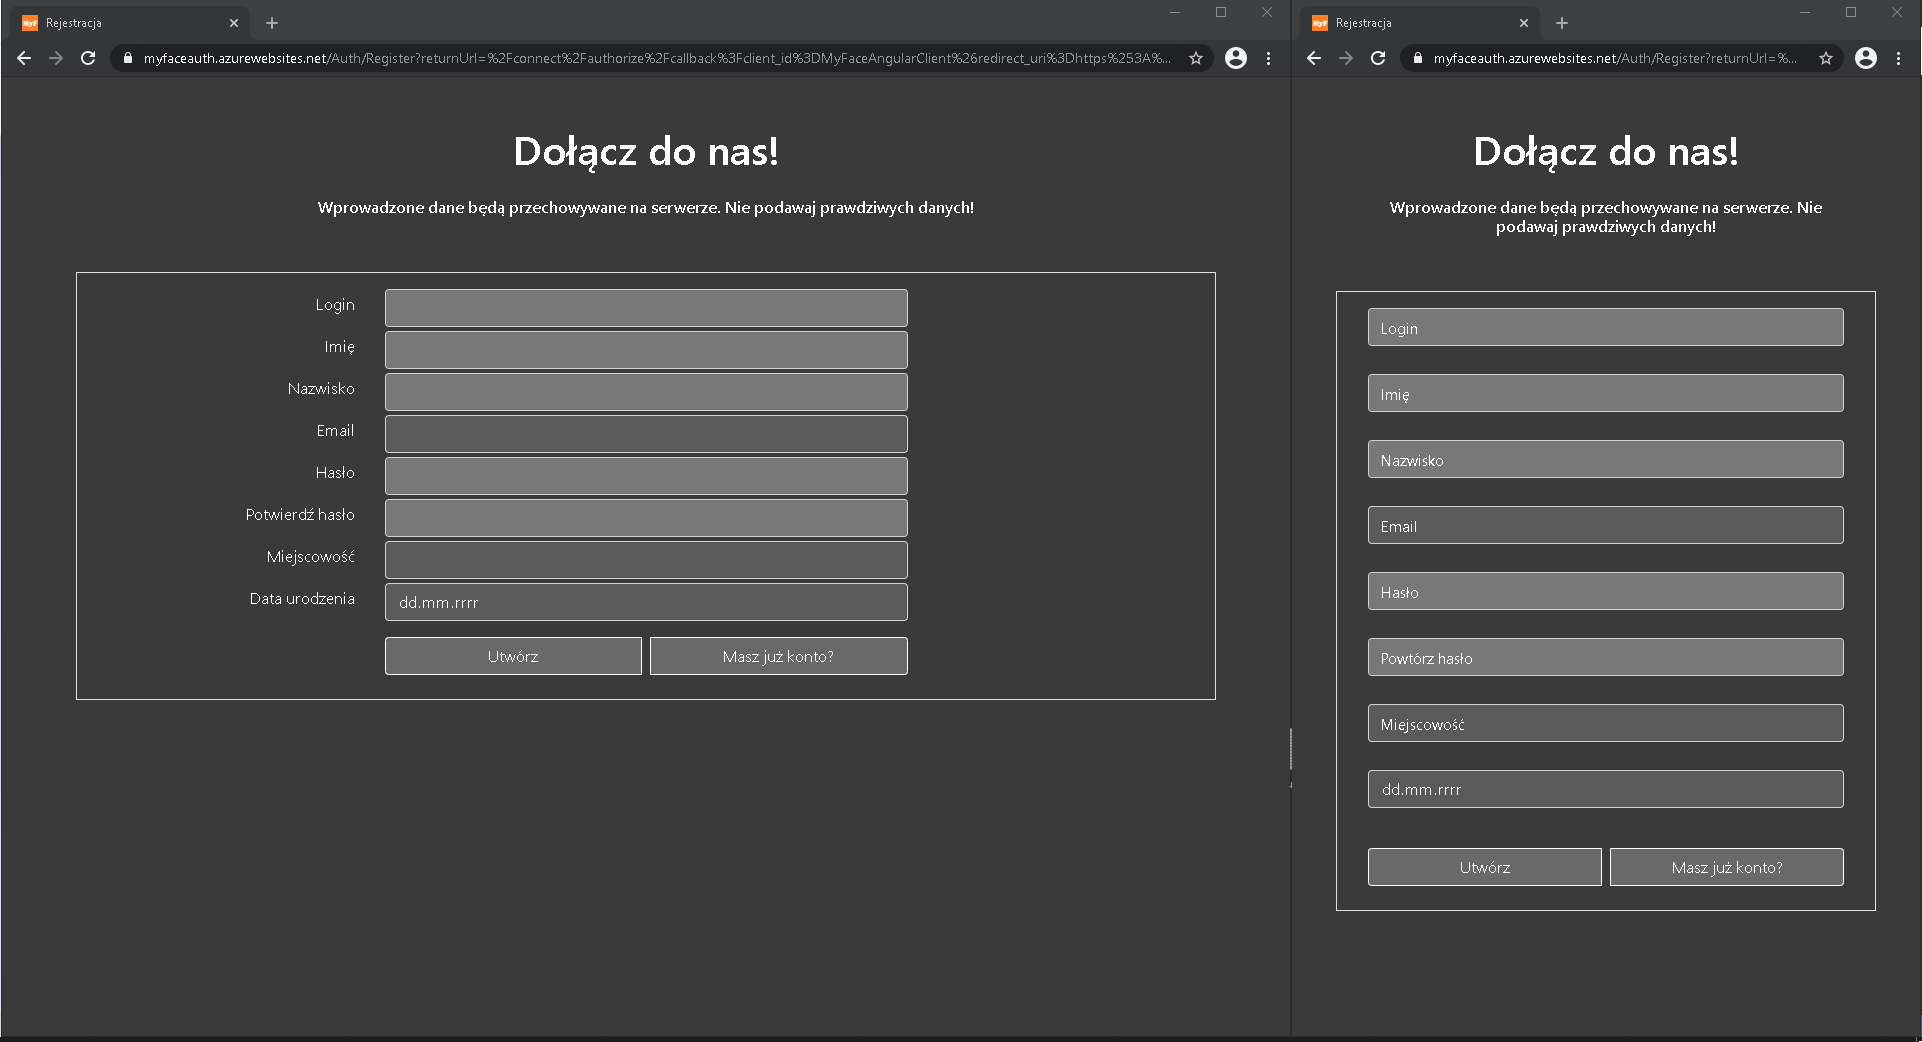 MyF Rejestracja
myfaceauth.azurewebsites.net/Auth/Register?returnUrl=%2Fconnect%2Fauthorize%2Fcallback%3Fclient_id%3DMyFaceAngularClient%26redirect_uri%3Dhttps%253A%...
Dołącz do nas!
Wprowadzone dane będą przechowywane na serwerze. Nie podawaj prawdziwych danych!
Login
Imię
Nazwisko
Email
Hasło
Potwierdź hasło
Miejscowość
Data urodzenia dd.mm.rrrr
Utwórz Masz już konto?
MyF Rejestracja
myfaceauth.azurewebsites.net/Auth/Register?returnUrl=%...
Dołącz do nas!
Wprowadzone dane będą przechowywane na serwerze. Nie
podawaj prawdziwych danych!
Login
Imię
Nazwisko
Email
Hasło
Powtórz hasło
Miejscowość
dd.mm.rrrr
Utwórz Masz już konto?